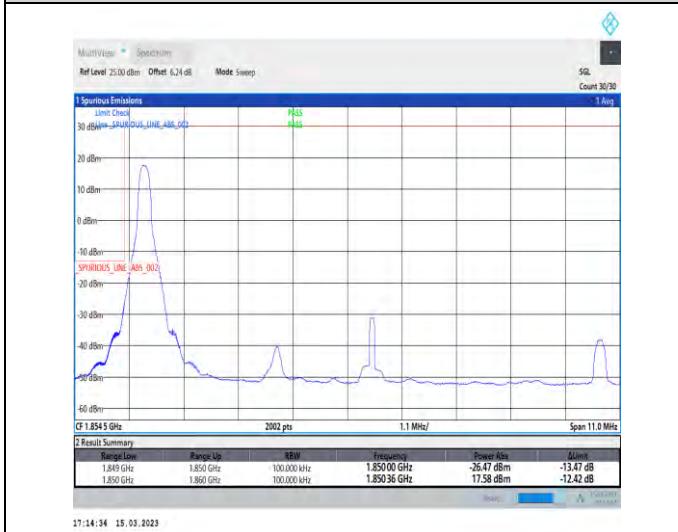 MultiView Spectrum
Ref Level 25.00 dBm Offset 6.24 dB Mode Sweep SGL
Count 30/30
1 Spurious Emissions 1 Avg
Limit Check PASS
30 dBm Line _SPURIOUS_LINE_ABS_002 PASS
20 dBm
10 dBm
0 dBm
-10 dBm
_SPURIOUS_LINE_ABS_002
-20 dBm
-30 dBm
-40 dBm
-50 dBm
-60 dBm
CF 1.854 5 GHz 2002 pts 1.1 MHz/ Span 11.0 MHz
2 Result Summary
Range Low Range Up RBW Frequency Power Abs ΔLimit
1.849 GHz 1.850 GHz 100.000 kHz 1.850 00 GHz -26.47 dBm -13.47 dB
1.850 GHz 1.860 GHz 100.000 kHz 1.850 36 GHz 17.58 dBm -12.42 dB
17:14:34 15.03.2023